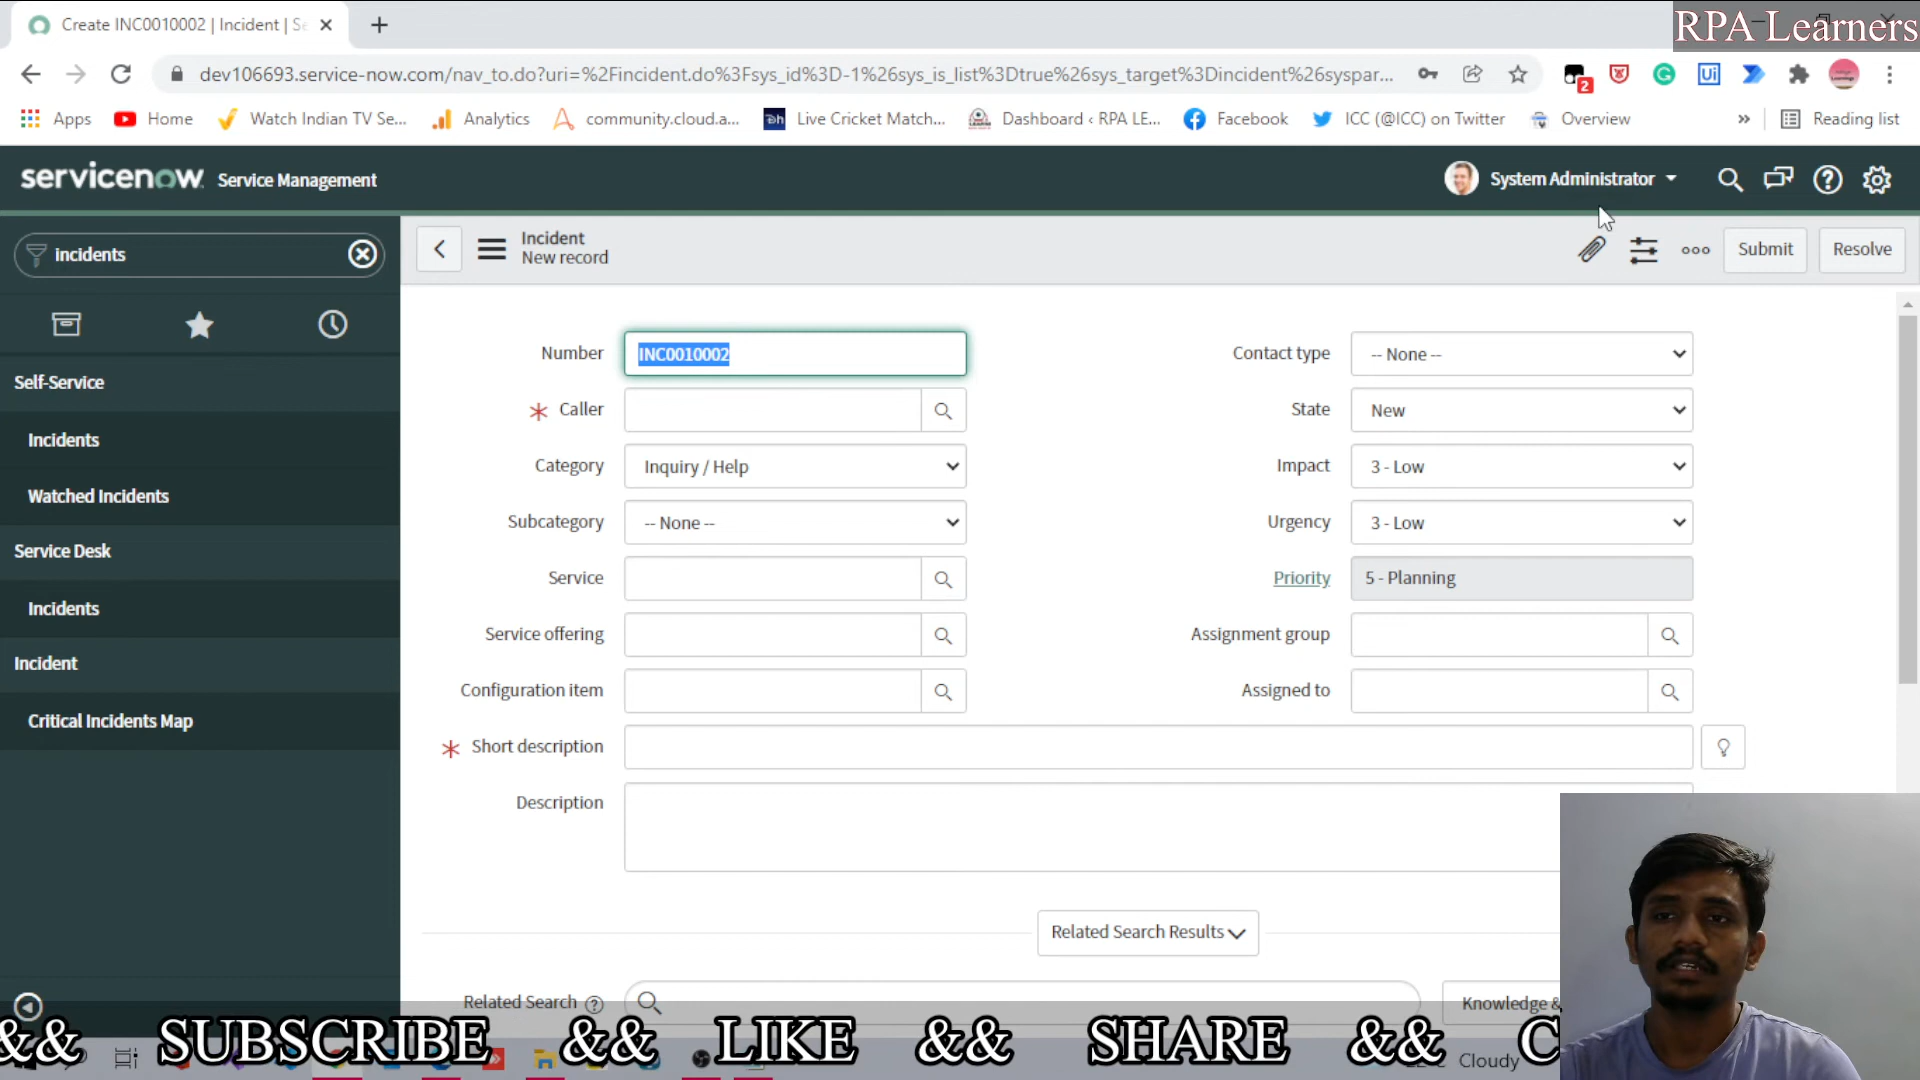 Create INC0010002 | Incident | Se
RPA Learners
dev106693.service-now.com/nav_to.do?uri=%2Fincident.do%3Fsys_id%3D-1%26sys_is_list%3Dtrue%26sys_target%3Dincident%26syspar...
2
Ui
Apps
Home
Watch Indian TV Se...
Analytics
community.cloud.a...
Dh
Live Cricket Match...
Dashboard ‹ RPA LE...
Facebook
ICC (@ICC) on Twitter
Overview
»
Reading list
servicenow Service Management
System Administrator
incidents
Incident
New record
Submit
Resolve
Self-Service
Incidents
Watched Incidents
Service Desk
Incidents
Incident
Critical Incidents Map
Number INC0010002
Contact type -- None --
* Caller
State New
Category Inquiry / Help
Impact 3 - Low
Subcategory -- None --
Urgency 3 - Low
Service
Priority 5 - Planning
Service offering
Assignment group
Configuration item
Assigned to
* Short description
Description
Related Search Results
Related Search
Knowledge &
&& SUBSCRIBE && LIKE && SHARE && C
Cloudy